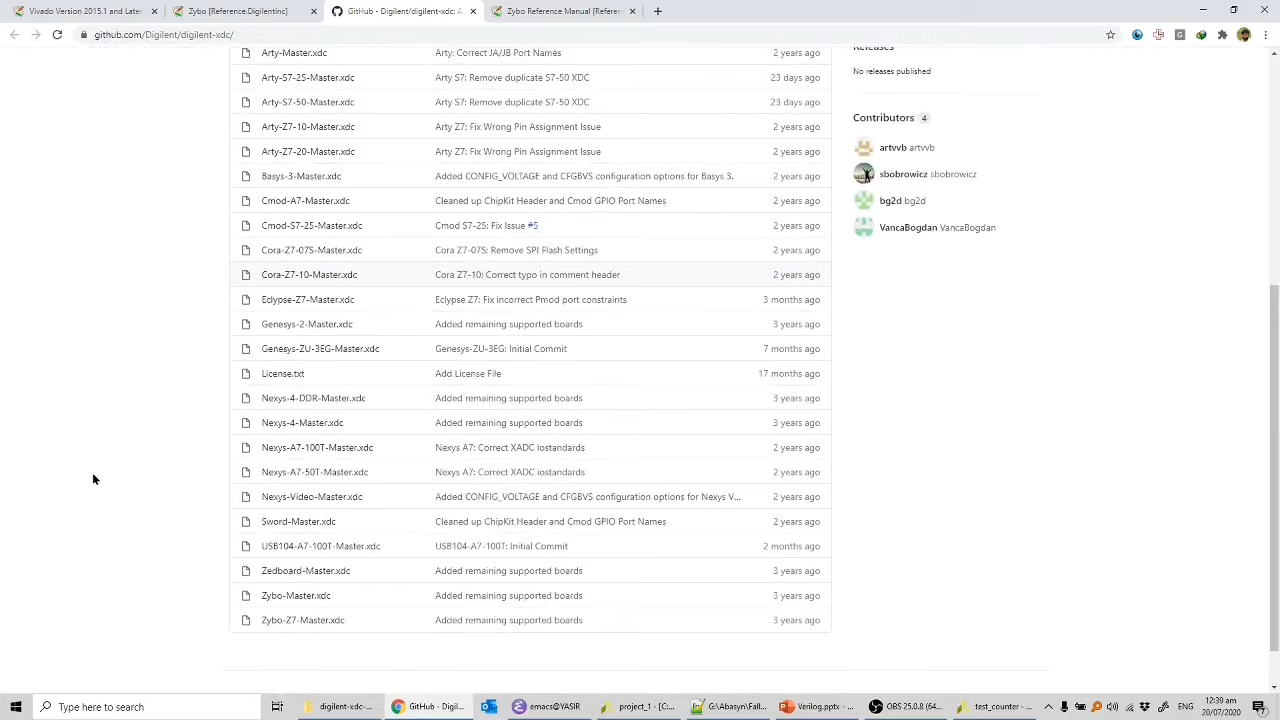 Vivado Version 2015.1 and Later
Zybo [Reference.Digilentinc]
GitHub - Digilent/digilent-xdc: A
Zybo Reference Manual [Referen
github.com/Digilent/digilent-xdc/
Releases
Arty-Master.xdc Arty: Correct JA/JB Port Names 2 years ago
No releases published
Arty-S7-25-Master.xdc Arty S7: Remove duplicate S7-50 XDC 23 days ago
Arty-S7-50-Master.xdc Arty S7: Remove duplicate S7-50 XDC 23 days ago
Contributors 4
Arty-Z7-10-Master.xdc Arty Z7: Fix Wrong Pin Assignment Issue 2 years ago
artvvb artvvb
Arty-Z7-20-Master.xdc Arty Z7: Fix Wrong Pin Assignment Issue 2 years ago
sbobrowicz sbobrowicz
Basys-3-Master.xdc Added CONFIG_VOLTAGE and CFGBVS configuration options for Basys 3. 2 years ago
bg2d bg2d
Cmod-A7-Master.xdc Cleaned up ChipKit Header and Cmod GPIO Port Names 2 years ago
VancaBogdan VancaBogdan
Cmod-S7-25-Master.xdc Cmod S7-25: Fix Issue #5 2 years ago
Cora-Z7-07S-Master.xdc Cora Z7-07S: Remove SPI Flash Settings 2 years ago
Cora-Z7-10-Master.xdc Cora Z7-10: Correct typo in comment header 2 years ago
Eclypse-Z7-Master.xdc Eclypse Z7: Fix incorrect Pmod port constraints 3 months ago
Genesys-2-Master.xdc Added remaining supported boards 3 years ago
Genesys-ZU-3EG-Master.xdc Genesys-ZU-3EG: Initial Commit 7 months ago
License.txt Add License File 17 months ago
Nexys-4-DDR-Master.xdc Added remaining supported boards 3 years ago
Nexys-4-Master.xdc Added remaining supported boards 3 years ago
Nexys-A7-100T-Master.xdc Nexys A7: Correct XADC iostandards 2 years ago
Nexys-A7-50T-Master.xdc Nexys A7: Correct XADC iostandards 2 years ago
Nexys-Video-Master.xdc Added CONFIG_VOLTAGE and CFGBVS configuration options for Nexys V... 2 years ago
Sword-Master.xdc Cleaned up ChipKit Header and Cmod GPIO Port Names 2 years ago
USB104-A7-100T-Master.xdc USB104-A7-100T: Initial Commit 2 months ago
Zedboard-Master.xdc Added remaining supported boards 3 years ago
Zybo-Master.xdc Added remaining supported boards 3 years ago
Zybo-Z7-Master.xdc Added remaining supported boards 3 years ago
Type here to search
digilent-xdc-...
GitHub - Digil...
emacs@YASIB
project_1 - [C...
G:\Abasyn\Fall...
Verilog.pptx - ...
OBS 25.0.8 (64...
test_counter - ...
ENG
12:39 am
20/07/2020